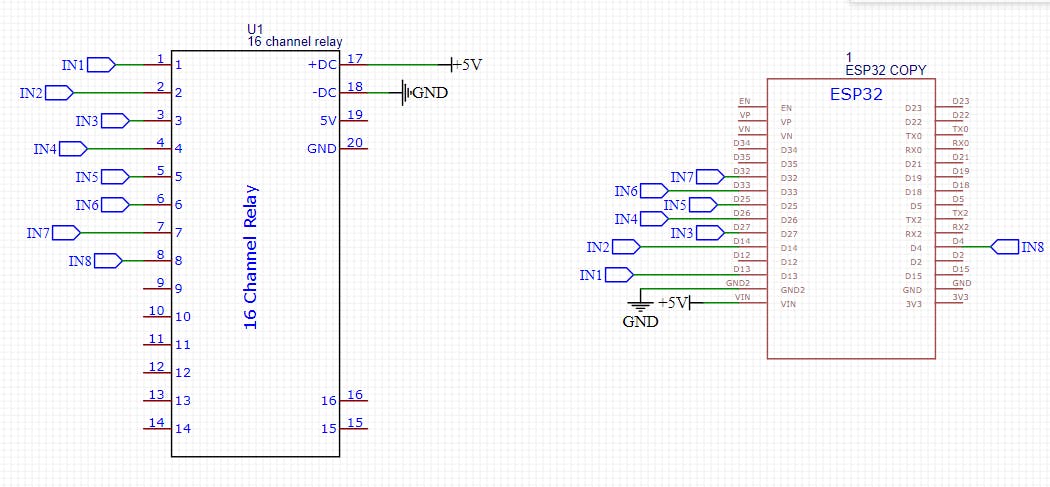 U1
16 channel relay
IN1 1 1 +DC 17 +5V
IN2 2 2 -DC 18 GND
IN3 3 3 5V 19
IN4 4 4 GND 20
IN5 5 5
IN6 6 6
IN7 7 7
IN8 8 8
9 9
10 10
11 11
12 12
13 13 16 16
14 14 15 15
16 Channel Relay
1
ESP32 COPY
ESP32
EN EN D23 D23
VP VP D22 D22
VN VN TX0 TX0
D34 D34 RX0 RX0
D35 D35 D21 D21
IN7 D32 D32 D19 D19
IN6 D33 D33 D18 D18
IN5 D25 D25 D5 D5
IN4 D26 D26 TX2 TX2
IN3 D27 D27 RX2 RX2
IN2 D14 D14 D4 D4 IN8
D12 D12 D2 D2
IN1 D13 D13 D15 D15
GND2 GND2 GND GND
+5V VIN VIN 3V3 3V3
GND